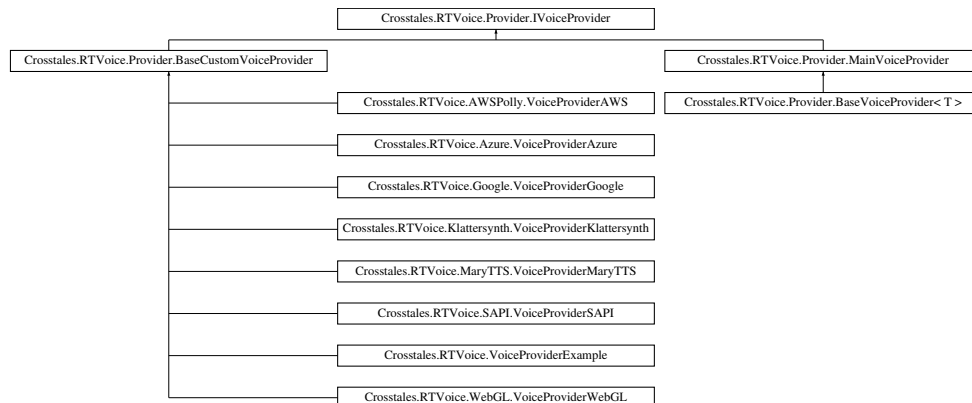 Crosstales.RTVoice.Provider.IVoiceProvider
Crosstales.RTVoice.Provider.BaseCustomVoiceProvider
Crosstales.RTVoice.Provider.MainVoiceProvider
Crosstales.RTVoice.AWSPolly.VoiceProviderAWS
Crosstales.RTVoice.Provider.BaseVoiceProvider< T >
Crosstales.RTVoice.Azure.VoiceProviderAzure
Crosstales.RTVoice.Google.VoiceProviderGoogle
Crosstales.RTVoice.Klattersynth.VoiceProviderKlattersynth
Crosstales.RTVoice.MaryTTS.VoiceProviderMaryTTS
Crosstales.RTVoice.SAPI.VoiceProviderSAPI
Crosstales.RTVoice.VoiceProviderExample
Crosstales.RTVoice.WebGL.VoiceProviderWebGL